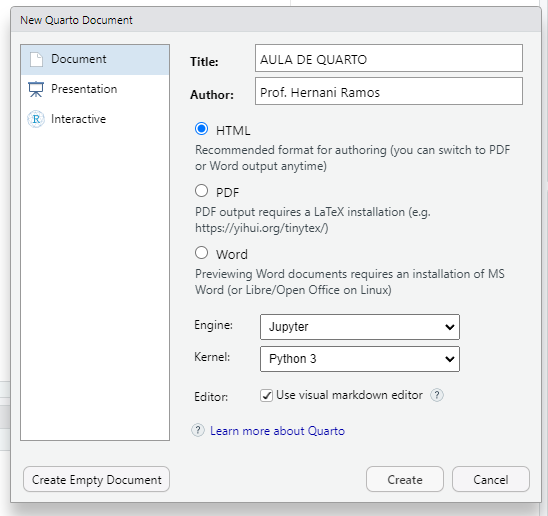 New Quarto Document
Document
Presentation
Interactive
Title: AULA DE QUARTO
Author: Prof. Hernani Ramos
HTML
Recommended format for authoring (you can switch to PDF
or Word output anytime)
PDF
PDF output requires a LaTeX installation (e.g.
https://yihui.org/tinytex/)
Word
Previewing Word documents requires an installation of MS
Word (or Libre/Open Office on Linux)
Engine: Jupyter
Kernel: Python 3
Editor: Use visual markdown editor ?
? Learn more about Quarto
Create Empty Document Create Cancel